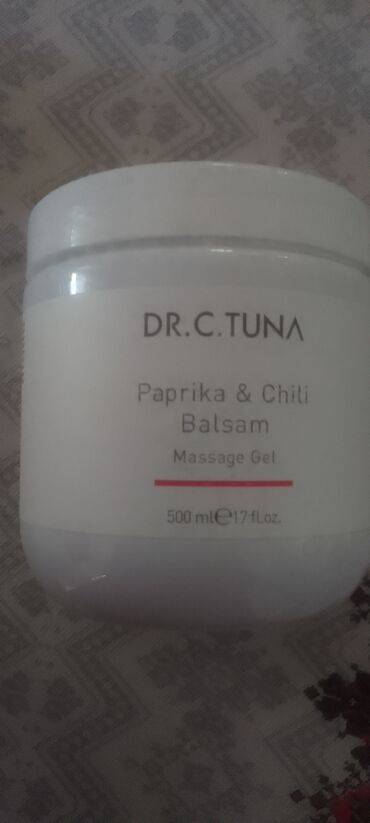 DR.C.TUNA
Paprika & Chili
Balsam
Massage Gel
500 ml℮17 fl.oz.